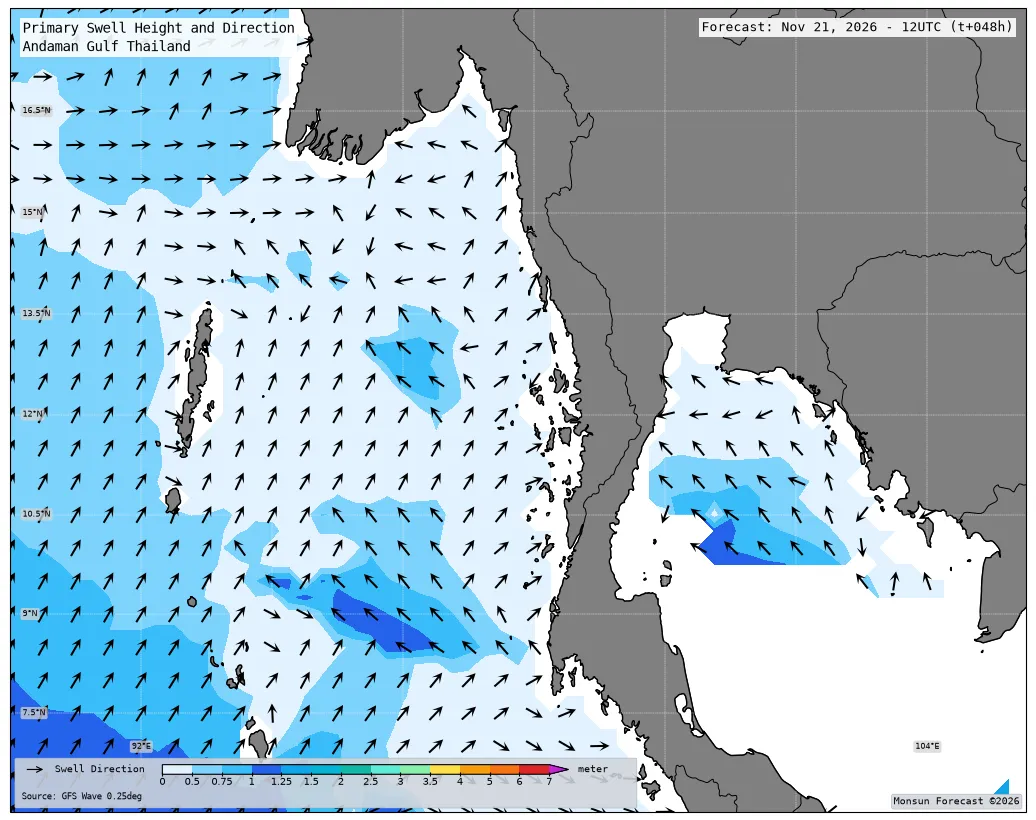 Primary Swell Height and Direction
Andaman Gulf Thailand
Forecast: Nov 21, 2026 - 12UTC (t+048h)
16.5°N
15°N
13.5°N
12°N
10.5°N
9°N
7.5°N
92°E
104°E
Swell Direction
meter
0 0.5 0.75 1 1.25 1.5 2 2.5 3 3.5 4 5 6 7
Source: GFS Wave 0.25deg
Monsun Forecast ©2026